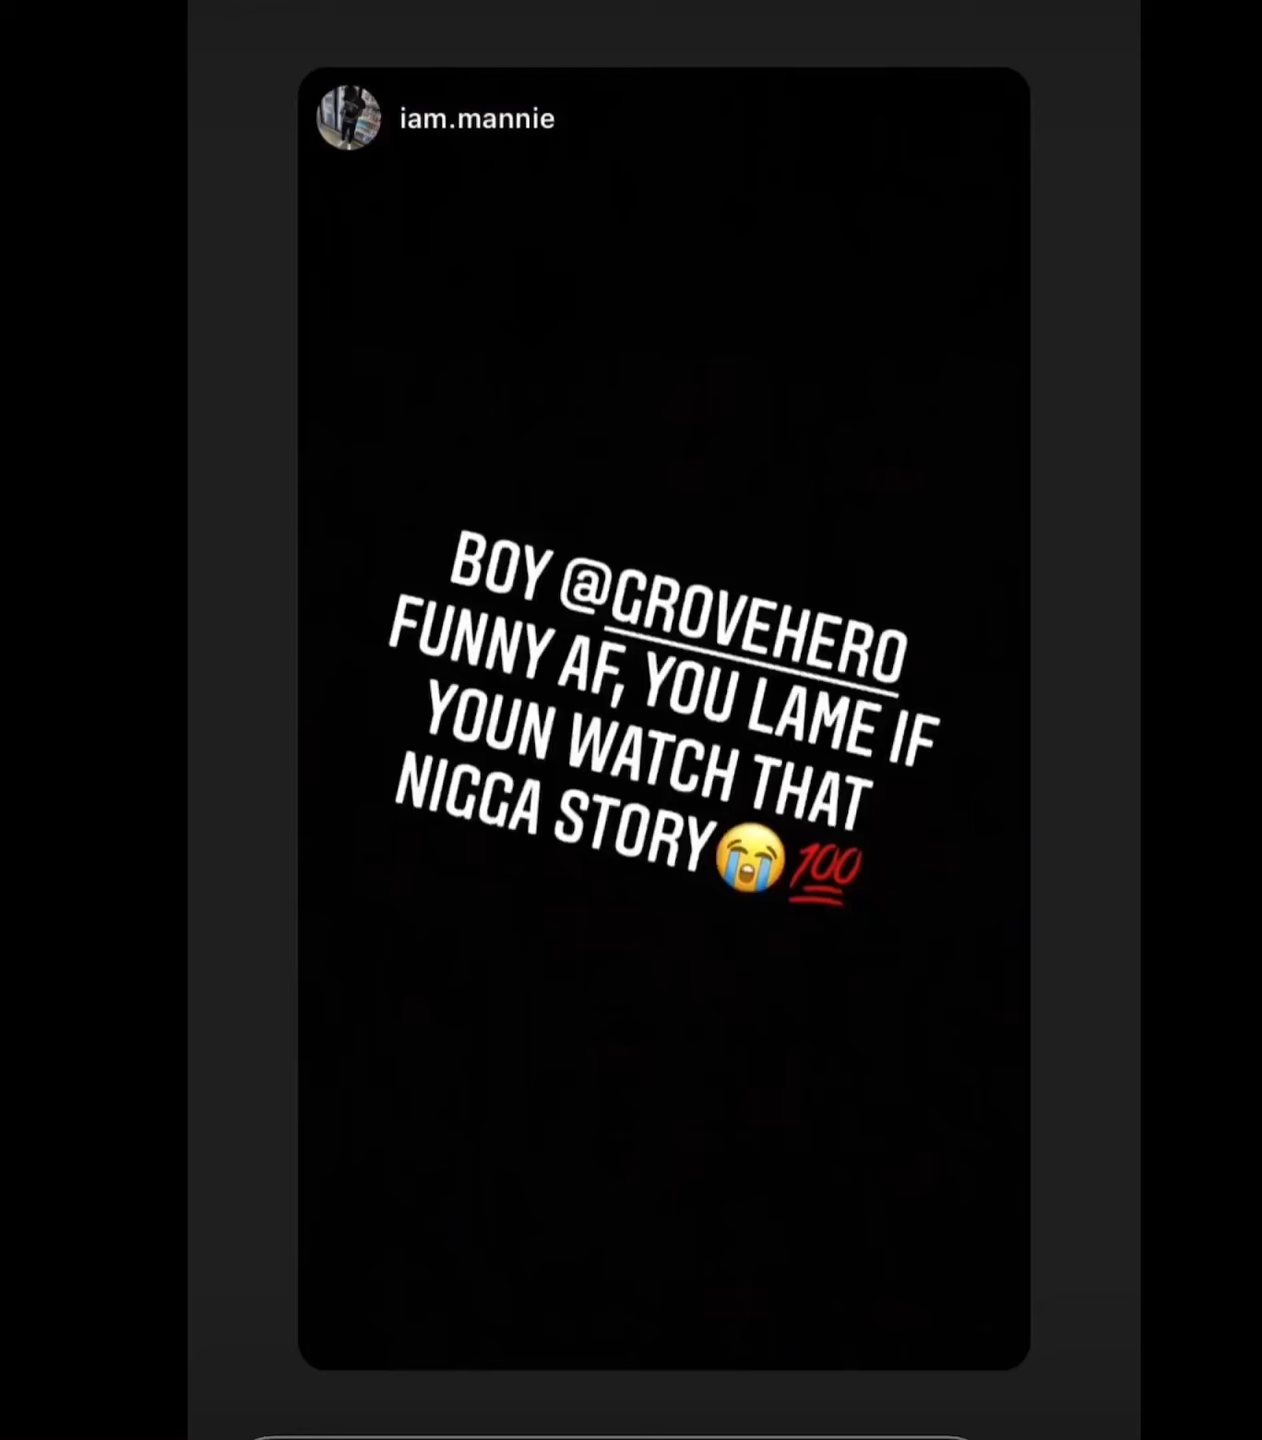 iam.mannie
BOY @GROVEHERO
FUNNY AF, YOU LAME IF
YOUN WATCH THAT
NIGGA STORY😭💯